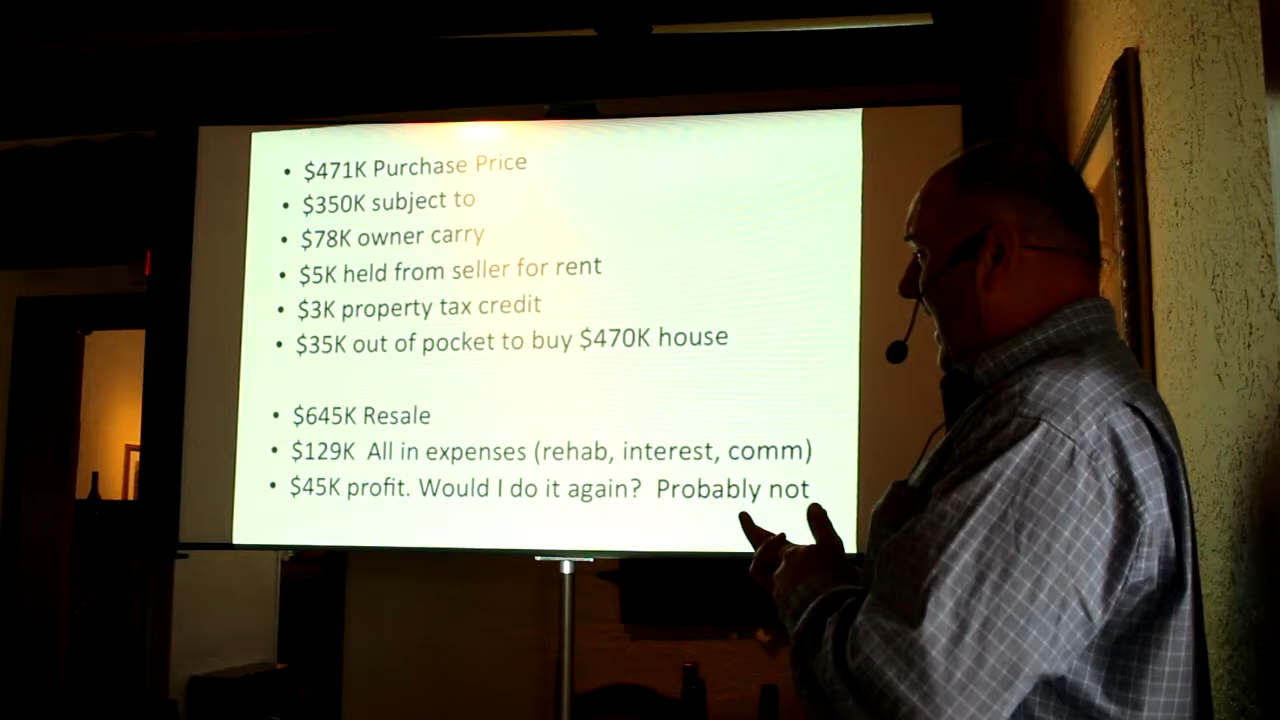 • $471K Purchase Price
• $350K subject to
• $78K owner carry
• $5K held from seller for rent
• $3K property tax credit
• $35K out of pocket to buy $470K house
• $645K Resale
• $129K  All in expenses (rehab, interest, comm)
• $45K profit. Would I do it again?  Probably not